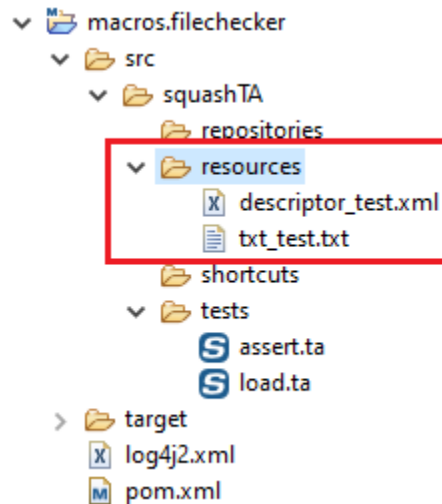 macros.filechecker
src
squashTA
repositories
resources
descriptor_test.xml
txt_test.txt
shortcuts
tests
assert.ta
load.ta
target
log4j2.xml
pom.xml